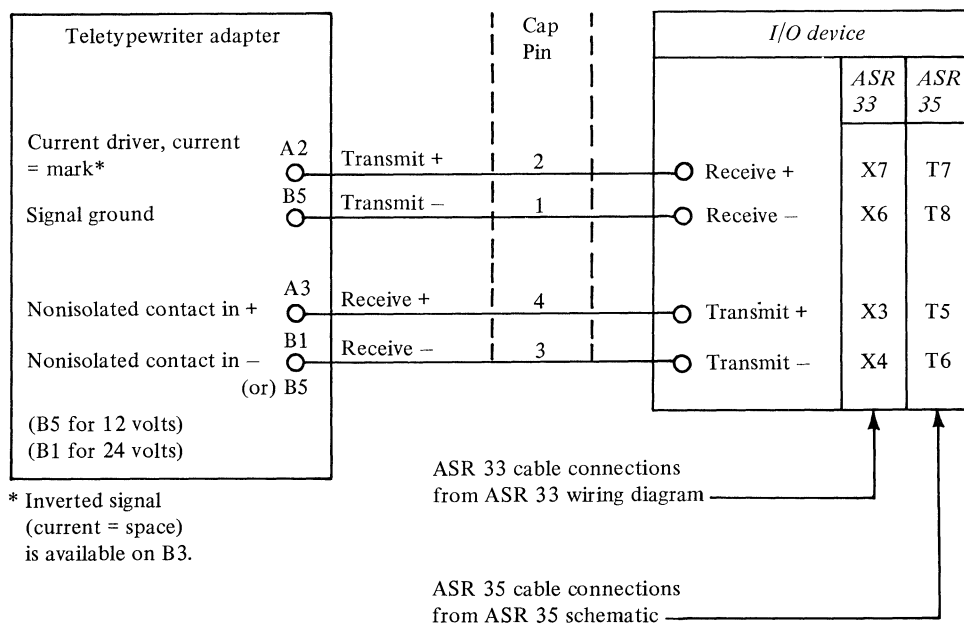 Teletypewriter adapter
Cap
Pin
I/O device
ASR
33
ASR
35
Current driver, current
= mark*
A2
Transmit +
2
Receive +
X7
T7
Signal ground
B5
Transmit −
1
Receive −
X6
T8
Nonisolated contact in +
A3
Receive +
4
Transmit +
X3
T5
Nonisolated contact in −
B1
(or) B5
Receive −
3
Transmit −
X4
T6
(B5 for 12 volts)
(B1 for 24 volts)
* Inverted signal
(current = space)
is available on B3.
ASR 33 cable connections
from ASR 33 wiring diagram
ASR 35 cable connections
from ASR 35 schematic